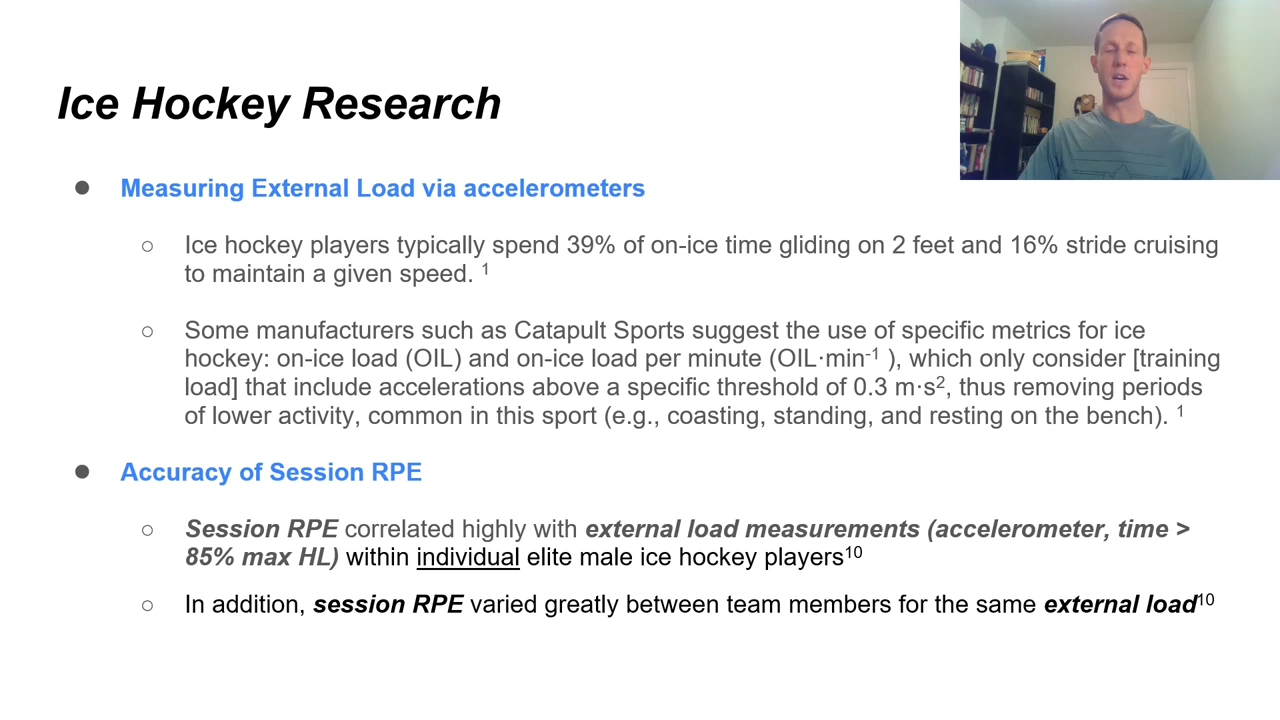 Ice Hockey Research
● Measuring External Load via accelerometers
○ Ice hockey players typically spend 39% of on-ice time gliding on 2 feet and 16% stride cruising
to maintain a given speed. ¹
○ Some manufacturers such as Catapult Sports suggest the use of specific metrics for ice
hockey: on-ice load (OIL) and on-ice load per minute (OIL·min⁻¹ ), which only consider [training
load] that include accelerations above a specific threshold of 0.3 m·s², thus removing periods
of lower activity, common in this sport (e.g., coasting, standing, and resting on the bench). ¹
● Accuracy of Session RPE
○ Session RPE correlated highly with external load measurements (accelerometer, time >
85% max HL) within individual elite male ice hockey players¹⁰
○ In addition, session RPE varied greatly between team members for the same external load¹⁰